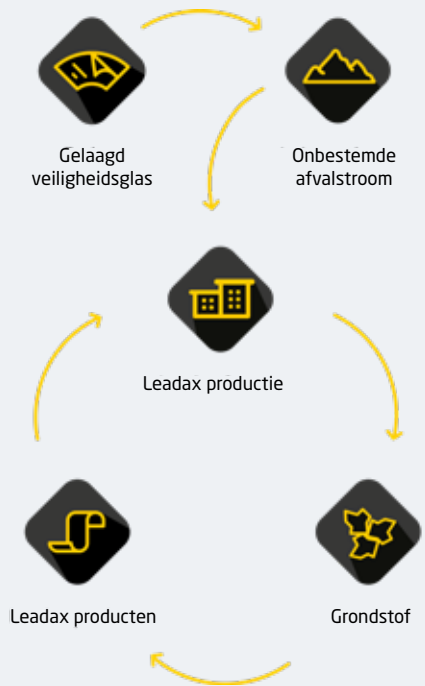 Gelaagd
veiligheidsglas
Onbestemde
afvalstroom
Leadax productie
Leadax producten
Grondstof